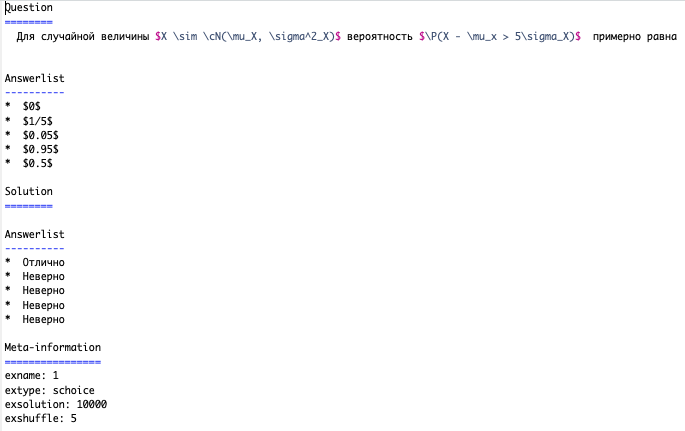 Question
========
Для случайной величины $X \sim \cN(\mu_X, \sigma^2_X)$ вероятность $\P(X - \mu_x > 5\sigma_X)$ примерно равна
Answerlist
----------
* $0$
* $1/5$
* $0.05$
* $0.95$
* $0.5$
Solution
========
Answerlist
----------
* Отлично
* Неверно
* Неверно
* Неверно
* Неверно
Meta-information
================
exname: 1
extype: schoice
exsolution: 10000
exshuffle: 5